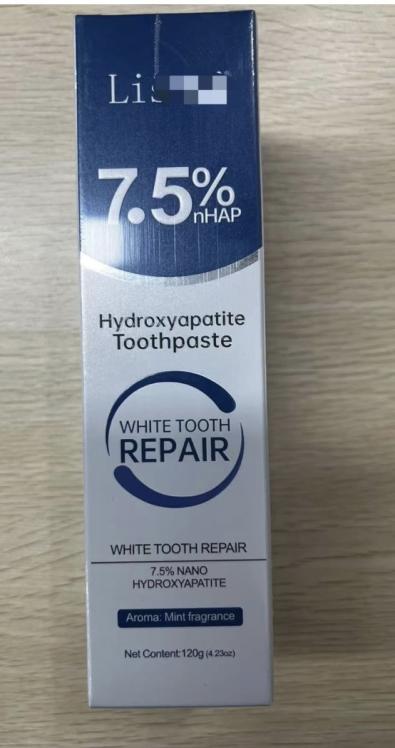 7.5%
nHAP
Hydroxyapatite
Toothpaste
WHITE TOOTH
REPAIR
WHITE TOOTH REPAIR
7.5% NANO
HYDROXYAPATITE
Aroma: Mint fragrance
Net Content:120g (4.23oz)